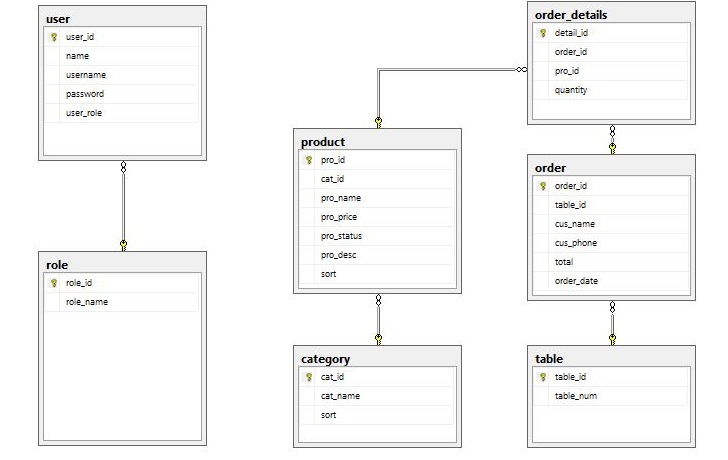 user
user_id
name
username
password
user_role
role
role_id
role_name
product
pro_id
cat_id
pro_name
pro_price
pro_status
pro_desc
sort
category
cat_id
cat_name
sort
order_details
detail_id
order_id
pro_id
quantity
order
order_id
table_id
cus_name
cus_phone
total
order_date
table
table_id
table_num